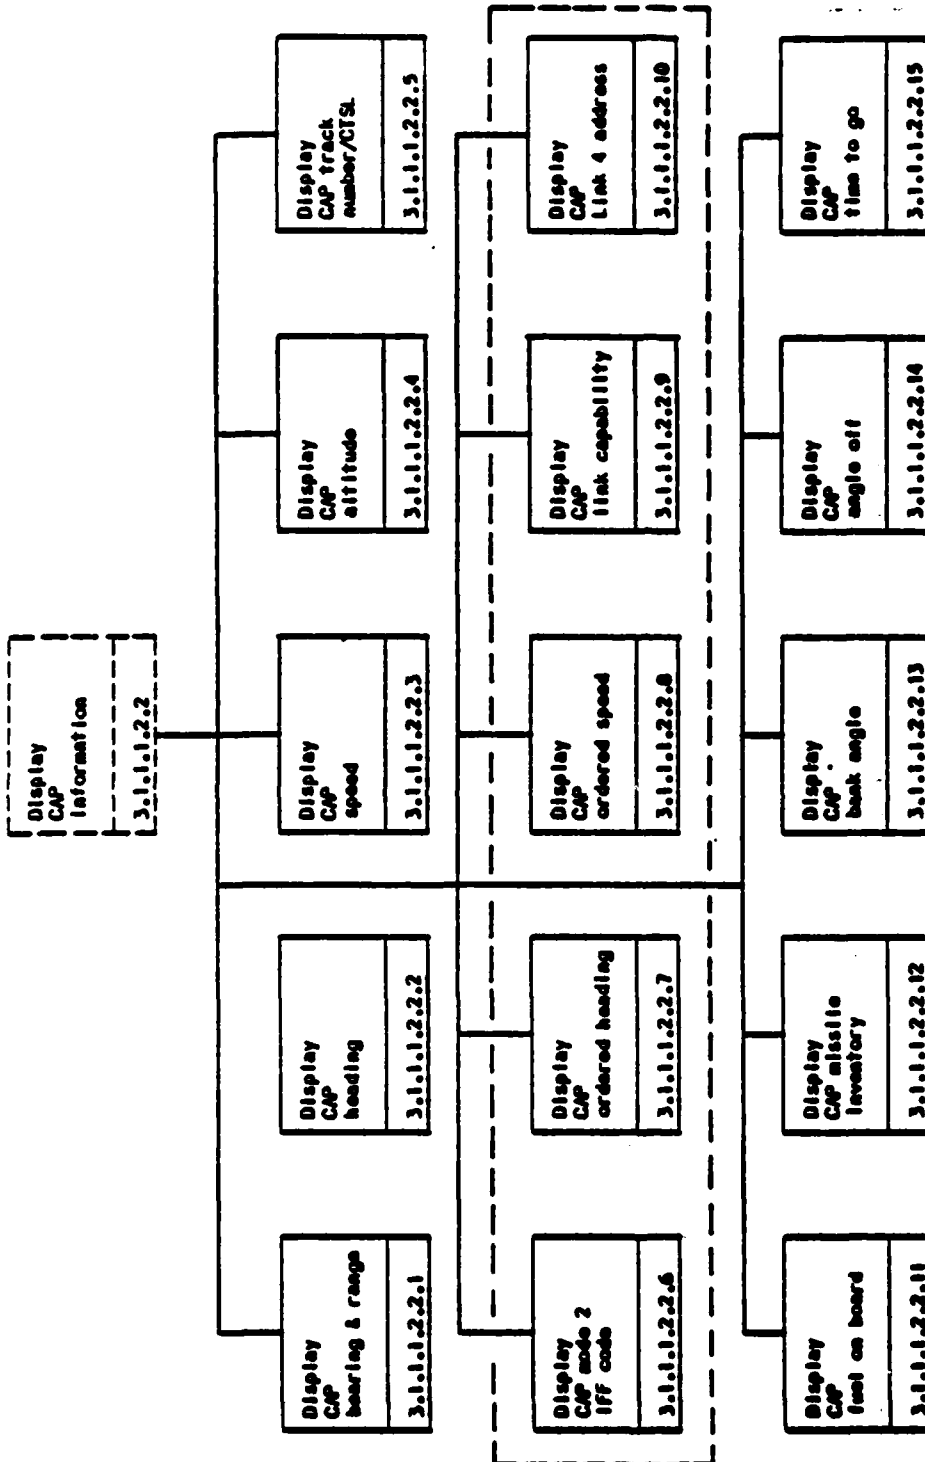 Display
CAP
Information
3.1.1.1.2.2
Display
CAP
bearing & range
3.1.1.1.2.2.1
Display
CAP
heading
3.1.1.1.2.2.2
Display
CAP
speed
3.1.1.1.2.2.3
Display
CAP
altitude
3.1.1.1.2.2.4
Display
CAP track
number/CTSL
3.1.1.1.2.2.5
Display
CAP mode 2
IFF code
3.1.1.1.2.2.6
Display
CAP
ordered heading
3.1.1.1.2.2.7
Display
CAP
ordered speed
3.1.1.1.2.2.8
Display
CAP
link capability
3.1.1.1.2.2.9
Display
CAP
Link 4 address
3.1.1.1.2.2.10
Display
CAP
fuel on board
3.1.1.1.2.2.11
Display
CAP missile
inventory
3.1.1.1.2.2.12
Display
CAP
bank angle
3.1.1.1.2.2.13
Display
CAP
angle off
3.1.1.1.2.2.14
Display
CAP
time to go
3.1.1.1.2.2.15